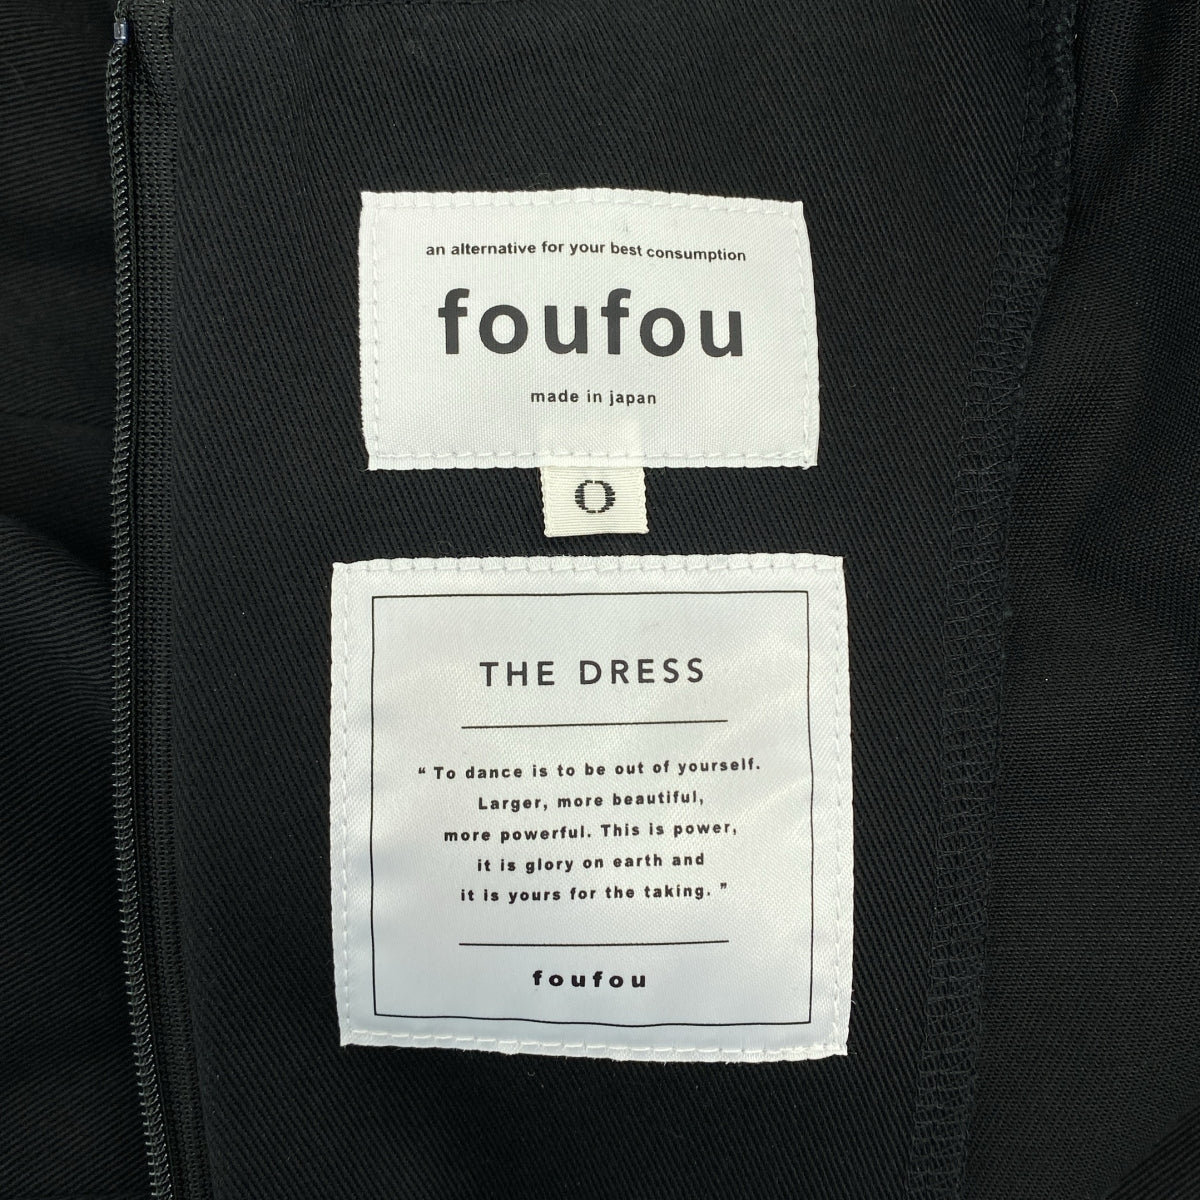 an alternative for your best consumption
foufou
made in japan
0
THE DRESS
“ To dance is to be out of yourself.
Larger, more beautiful,
more powerful. This is power,
it is glory on earth and
it is yours for the taking. ”
foufou